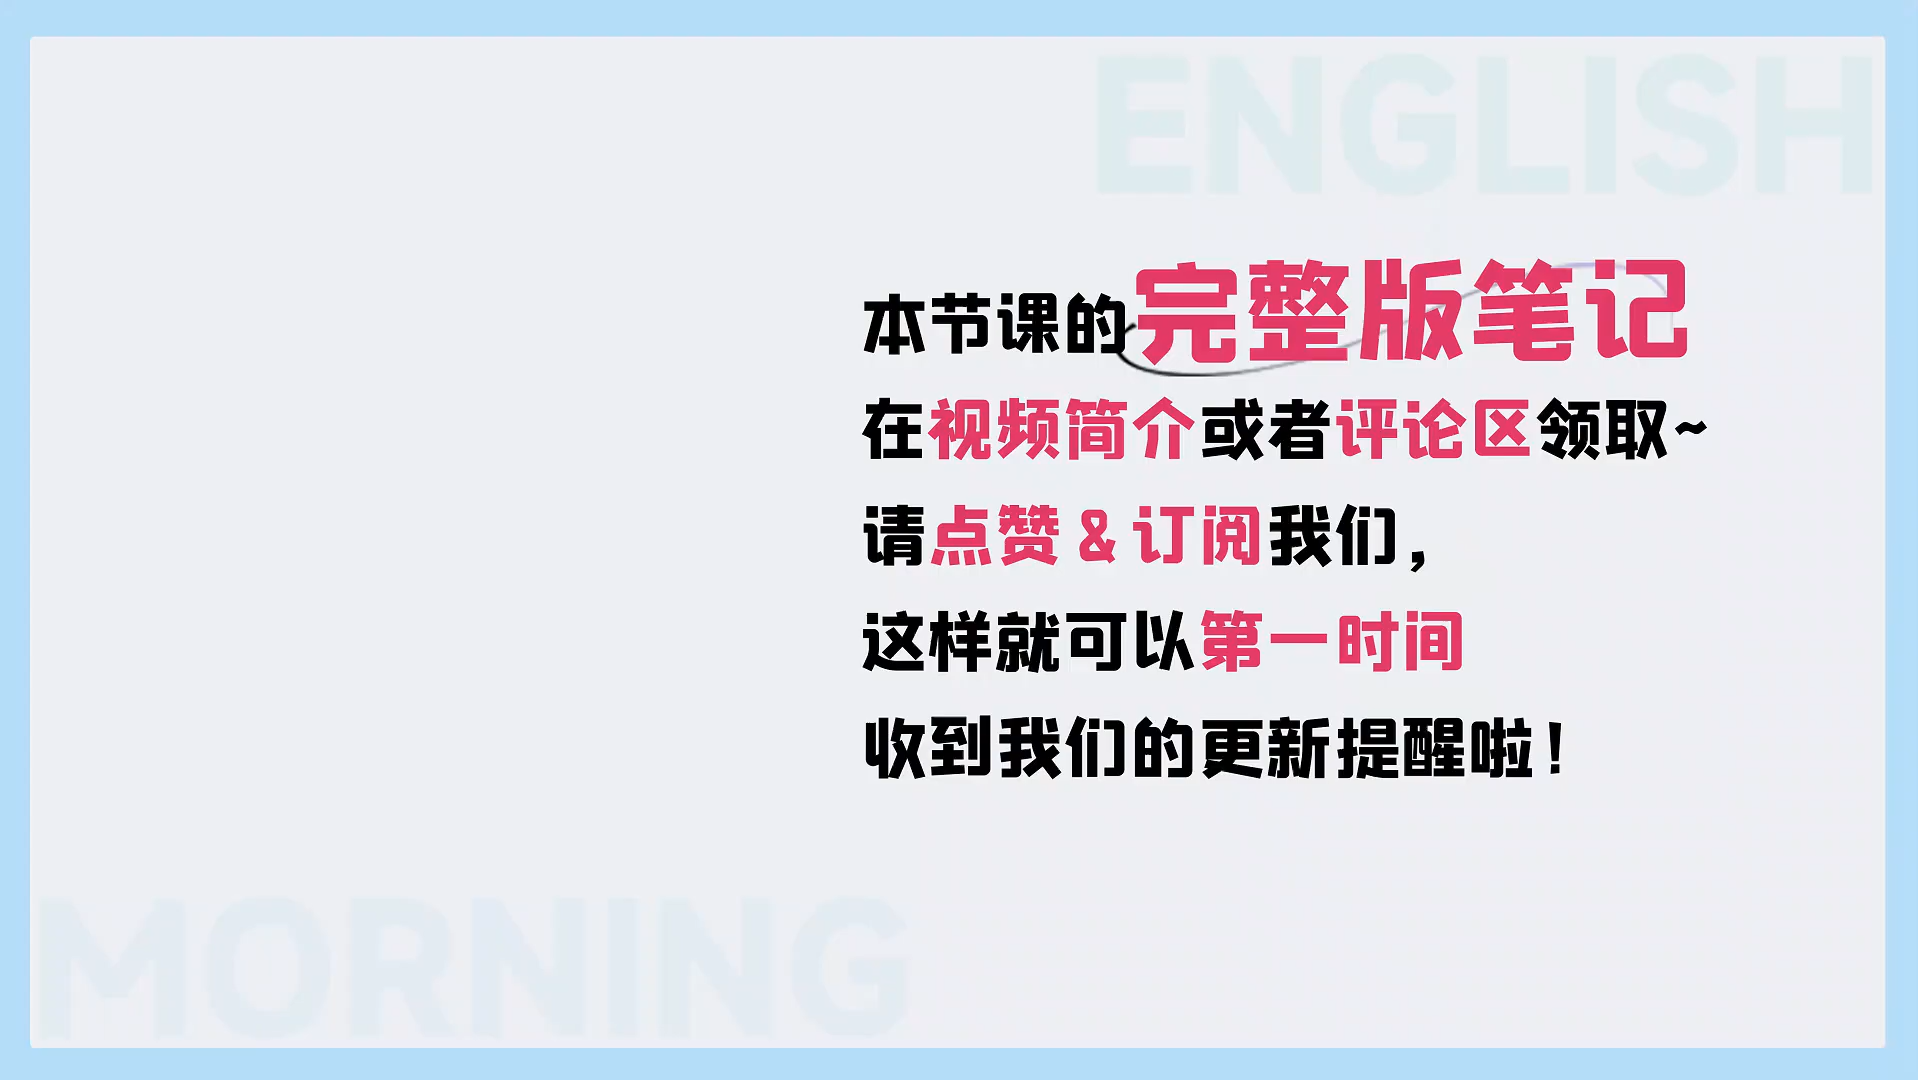 ENGLISH
本节课的完整版笔记
在视频简介或者评论区领取~
请点赞&订阅我们，
这样就可以第一时间
收到我们的更新提醒啦！
MORNING